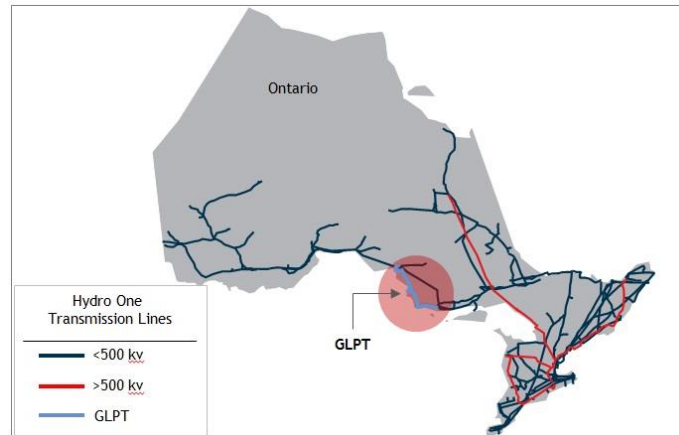 Ontario
GLPT
Hydro One
Transmission Lines
<500 kv
>500 kv
GLPT